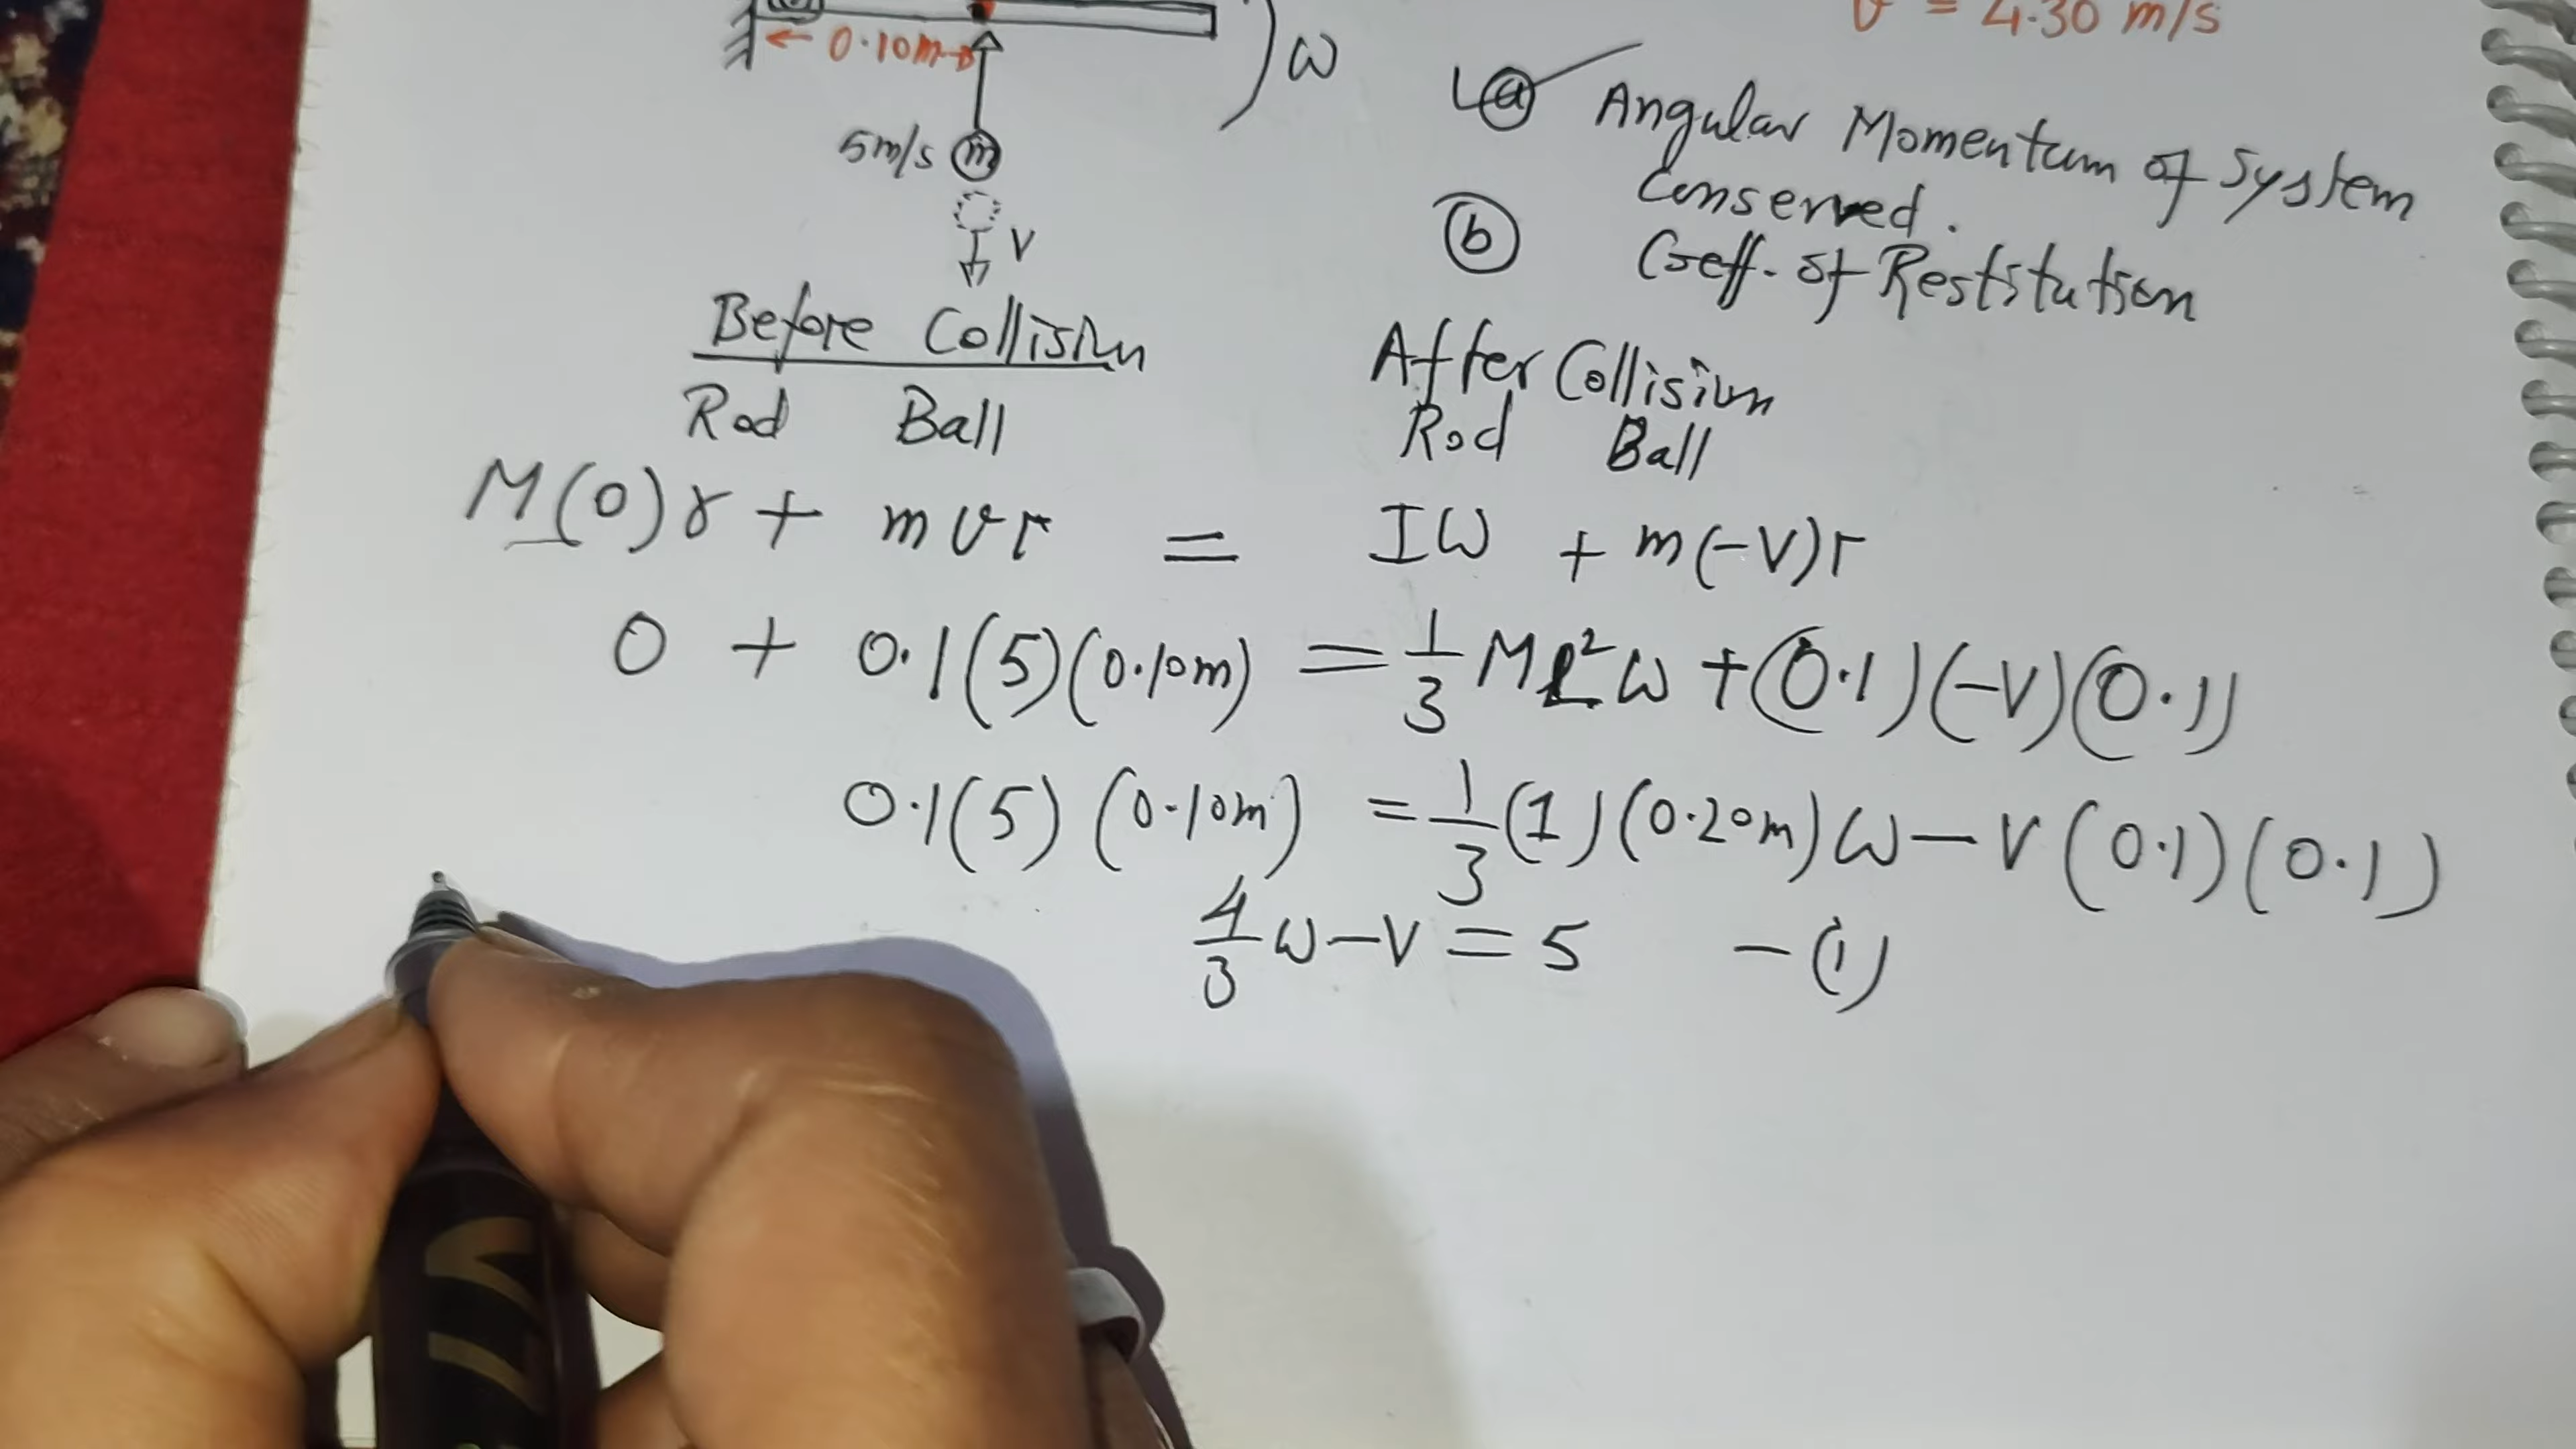 v = 4.30 m/s
← 0.10m→
ω
5m/s m
V
(a) Angular Momentum of System
Conserved.
(b) Coeff. of Reststution
Before Collision
Rod Ball
After Collision
Rod Ball
M(0)r + mvr = Iω + m(-V)r
0 + 0.1(5)(0.10m) = 1/3 ML²ω + (0.1)(-V)(0.1)
0.1(5)(0.10m) = 1/3 (1)(0.20m)ω - V(0.1)(0.1)
4/3 ω - V = 5 - (1)